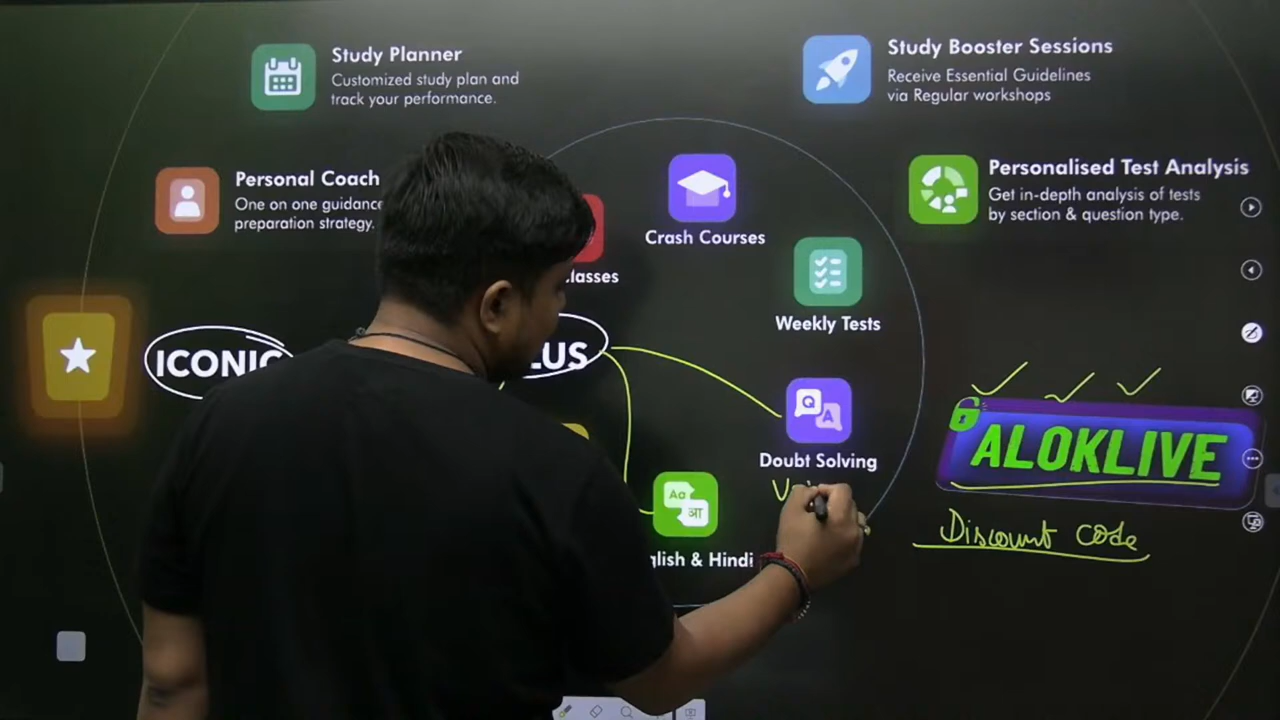 Study Planner
Customized study plan and
track your performance.
Study Booster Sessions
Receive Essential Guidelines
via Regular workshops
Personal Coach
One on one guidance
preparation strategy.
Crash Courses
Personalised Test Analysis
Get in-depth analysis of tests
by section & question type.
Weekly Tests
ICONIC
LUS
Q A
Doubt Solving
ALOKLIVE
Discount code
Aa
आ
glish & Hindi